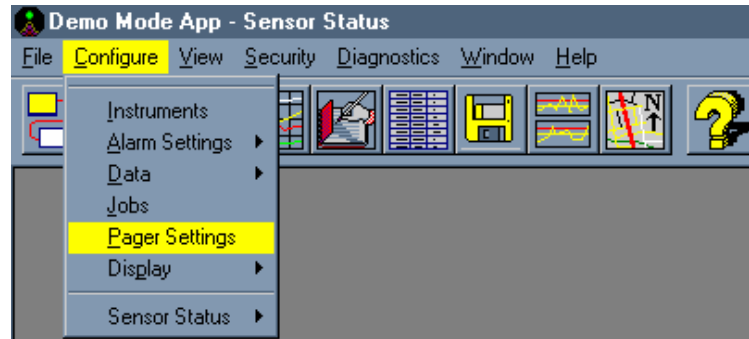 Demo Mode App - Sensor Status
File Configure View Security Diagnostics Window Help
N
Instruments
Alarm Settings
Data
Jobs
Pager Settings
Display
Sensor Status